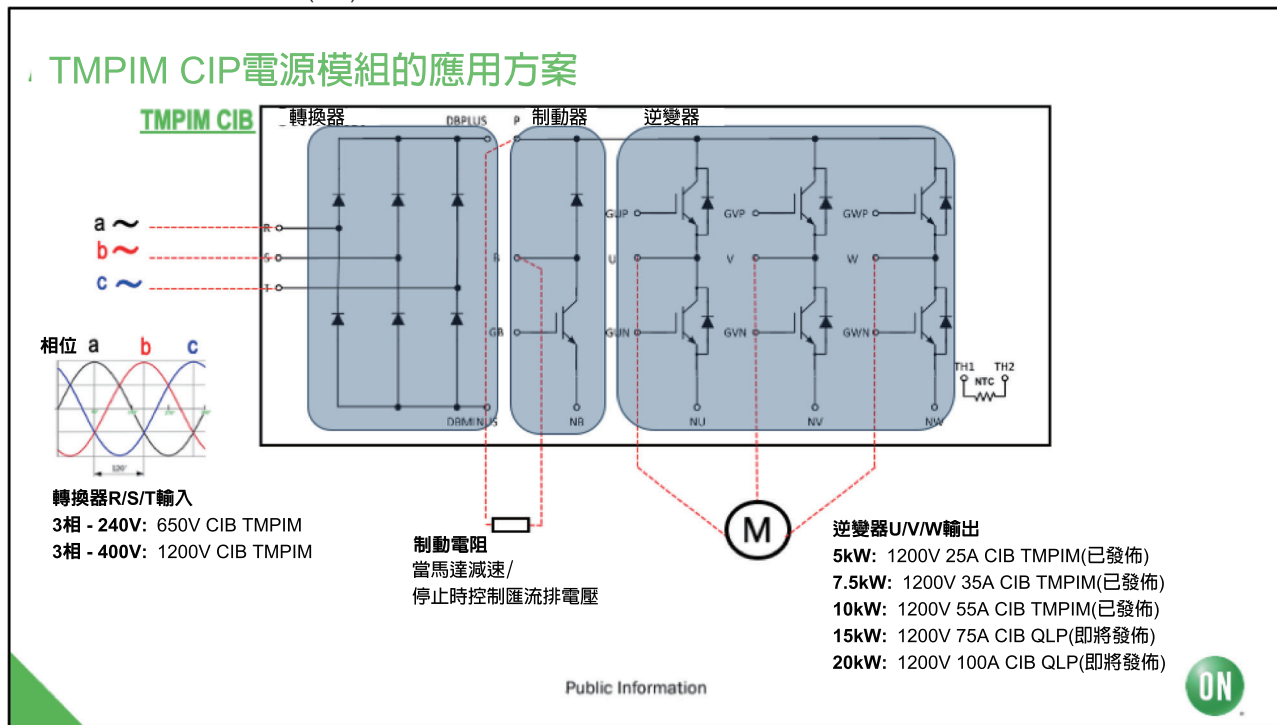 TMPIM CIP電源模組的應用方案
TMPIM CIB
轉換器
DBPLUS
P
制動器
逆變器
a
b
c
R
S
T
B
GB
GUP
GVP
GWP
U
V
W
GUN
GVN
GWN
TH1
TH2
NTC
DBMINUS
NB
NU
NV
NW
相位 a b c
120°
轉換器R/S/T輸入
3相 - 240V: 650V CIB TMPIM
3相 - 400V: 1200V CIB TMPIM
制動電阻
當馬達減速/
停止時控制匯流排電壓
M
逆變器U/V/W輸出
5kW: 1200V 25A CIB TMPIM(已發佈)
7.5kW: 1200V 35A CIB TMPIM(已發佈)
10kW: 1200V 55A CIB TMPIM(已發佈)
15kW: 1200V 75A CIB QLP(即將發佈)
20kW: 1200V 100A CIB QLP(即將發佈)
Public Information
ON